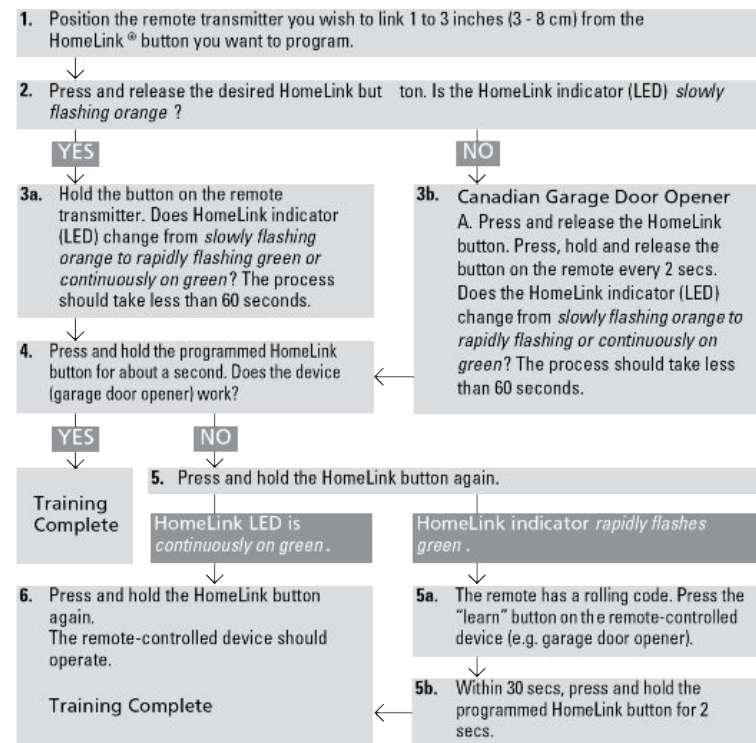 1. Position the remote transmitter you wish to link 1 to 3 inches (3 - 8 cm) from the
HomeLink ® button you want to program.
2. Press and release the desired HomeLink but ton. Is the HomeLink indicator (LED) slowly
flashing orange ?
YES
NO
3a. Hold the button on the remote
transmitter. Does HomeLink indicator
(LED) change from slowly flashing
orange to rapidly flashing green or
continuously on green? The process
should take less than 60 seconds.
3b. Canadian Garage Door Opener
A. Press and release the HomeLink
button. Press, hold and release the
button on the remote every 2 secs.
Does the HomeLink indicator (LED)
change from slowly flashing orange to
rapidly flashing or continuously on
green? The process should take less
than 60 seconds.
4. Press and hold the programmed HomeLink
button for about a second. Does the device
(garage door opener) work?
YES
NO
Training
Complete
5. Press and hold the HomeLink button again.
HomeLink LED is
continuously on green .
HomeLink indicator rapidly flashes
green .
6. Press and hold the HomeLink button
again.
The remote-controlled device should
operate.
Training Complete
5a. The remote has a rolling code. Press the
“learn” button on the remote-controlled
device (e.g. garage door opener).
5b. Within 30 secs, press and hold the
programmed HomeLink button for 2
secs.